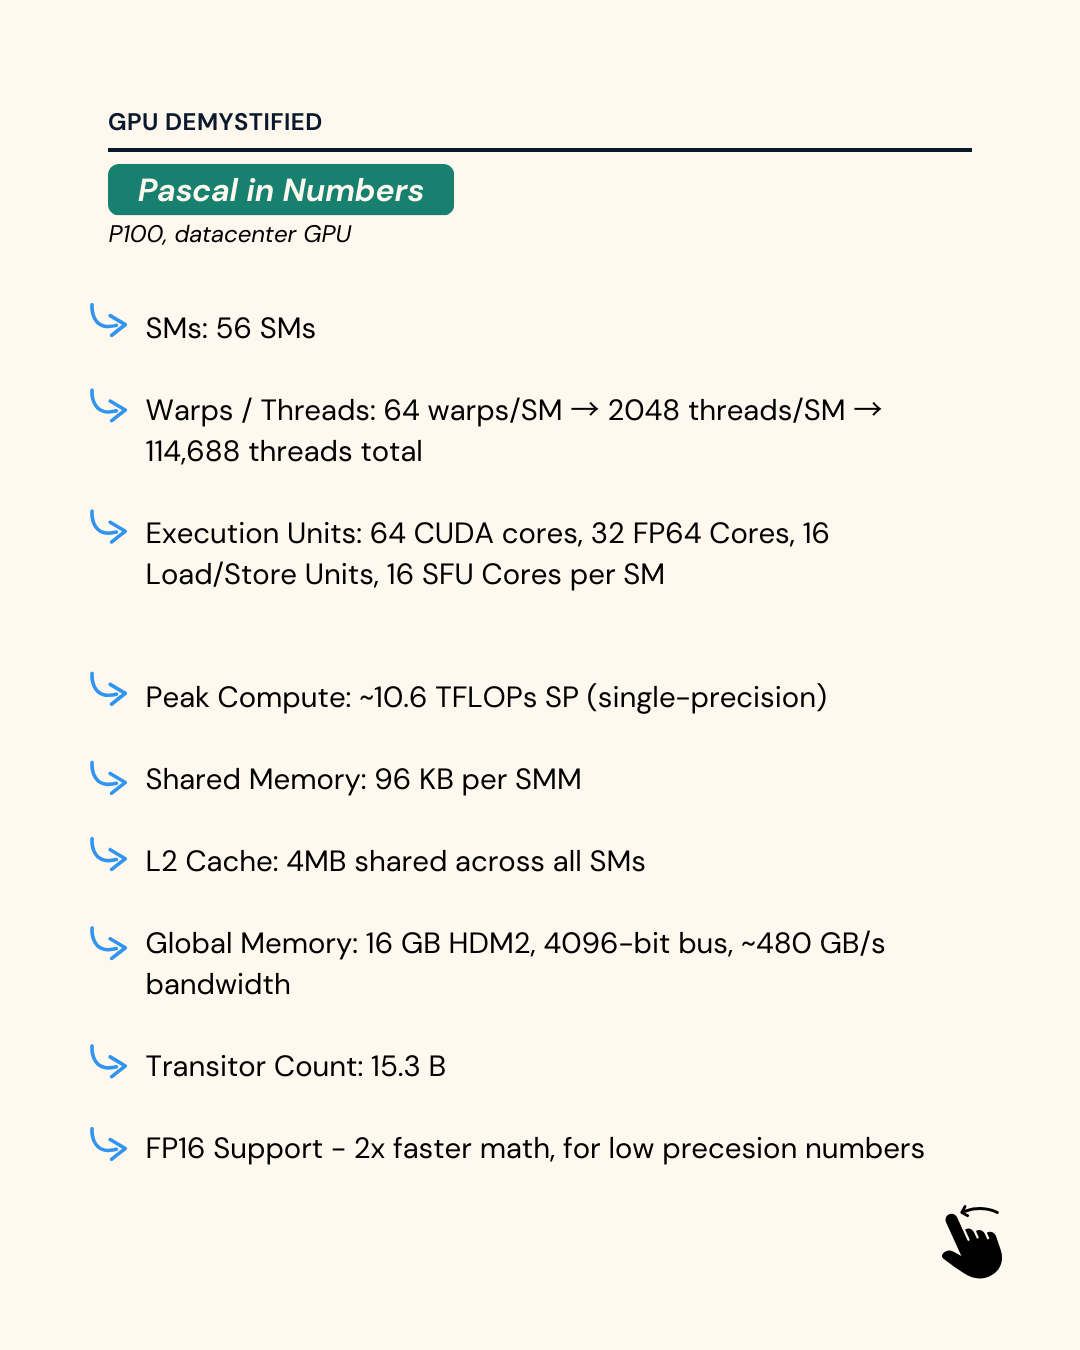 GPU DEMYSTIFIED
Pascal in Numbers
P100, datacenter GPU
SMs: 56 SMs
Warps / Threads: 64 warps/SM → 2048 threads/SM →
114,688 threads total
Execution Units: 64 CUDA cores, 32 FP64 Cores, 16
Load/Store Units, 16 SFU Cores per SM
Peak Compute: ~10.6 TFLOPs SP (single-precision)
Shared Memory: 96 KB per SMM
L2 Cache: 4MB shared across all SMs
Global Memory: 16 GB HDM2, 4096-bit bus, ~480 GB/s
bandwidth
Transitor Count: 15.3 B
FP16 Support - 2x faster math, for low precesion numbers